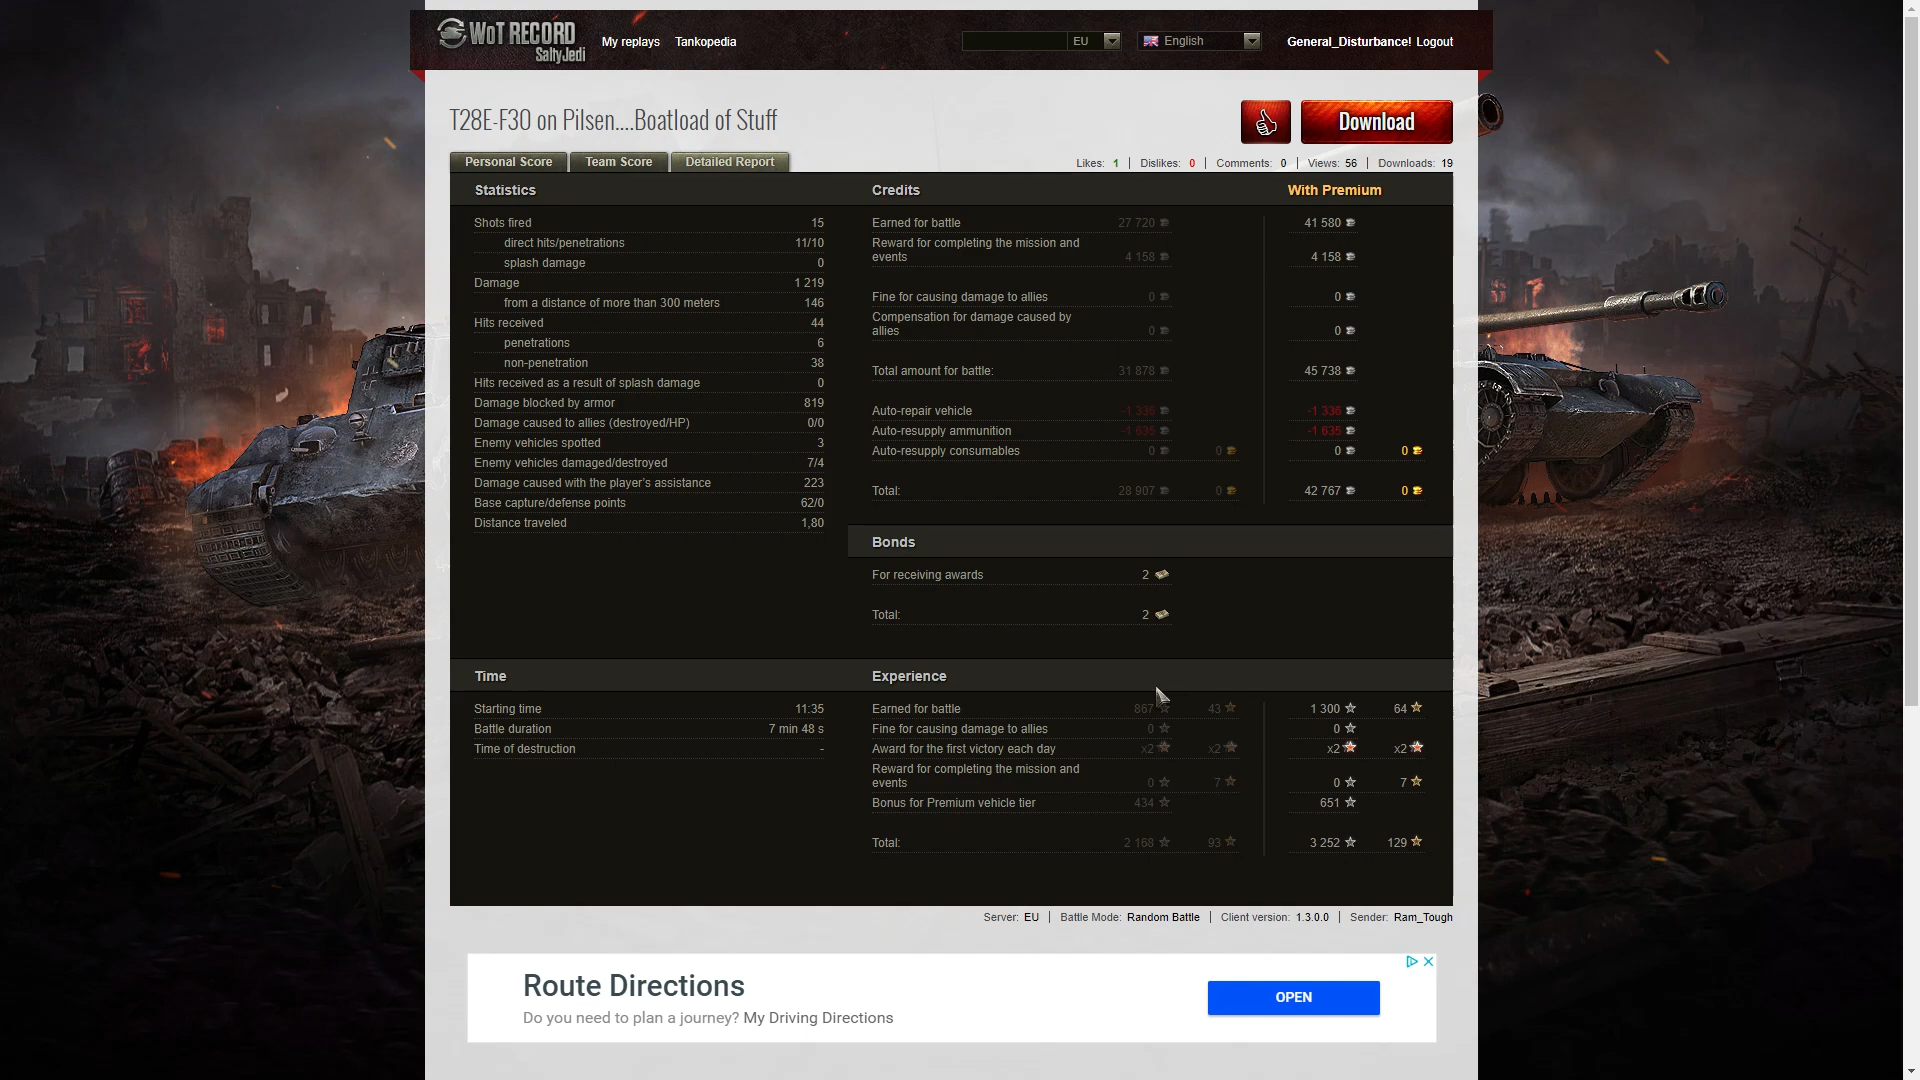 WoT RECORD
SaltyJedi
My replays Tankopedia EU English General_Disturbance! Logout
T28E-F30 on Pilsen....Boatload of Stuff
Download
Personal Score Team Score Detailed Report
Likes: 1 | Dislikes: 0 | Comments: 0 | Views: 56 | Downloads: 19
Statistics
Shots fired 15
direct hits/penetrations 11/10
splash damage 0
Damage 1 219
from a distance of more than 300 meters 146
Hits received 44
penetrations 6
non-penetration 38
Hits received as a result of splash damage 0
Damage blocked by armor 819
Damage caused to allies (destroyed/HP) 0/0
Enemy vehicles spotted 3
Enemy vehicles damaged/destroyed 7/4
Damage caused with the player's assistance 223
Base capture/defense points 62/0
Distance traveled 1,80
Credits With Premium
Earned for battle 27 720 41 580
Reward for completing the mission and
events 4 158 4 158
Fine for causing damage to allies 0 0
Compensation for damage caused by
allies 0 0
Total amount for battle: 31 878 45 738
Auto-repair vehicle -1 336 -1 336
Auto-resupply ammunition -1 635 -1 635
Auto-resupply consumables 0 0 0 0
Total: 28 907 0 42 767 0
Bonds
For receiving awards 2
Total: 2
Time
Starting time 11:35
Battle duration 7 min 48 s
Time of destruction -
Experience
Earned for battle 867 43 1 300 64
Fine for causing damage to allies 0 0
Award for the first victory each day x2 x2 x2 x2
Reward for completing the mission and
events 0 7 0 7
Bonus for Premium vehicle tier 434 651
Total: 2 168 93 3 252 129
Server: EU | Battle Mode: Random Battle | Client version: 1.3.0.0 | Sender: Ram_Tough
Route Directions
Do you need to plan a journey? My Driving Directions
OPEN